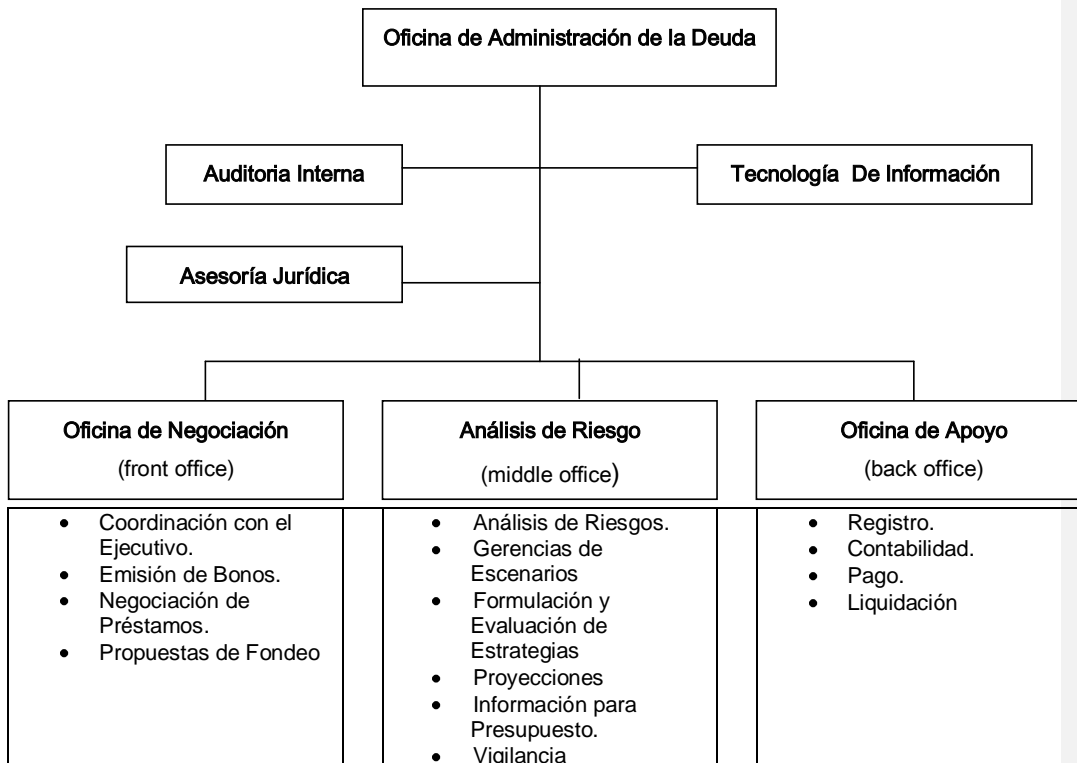 Oficina de Administración de la Deuda
Auditoria Interna
Tecnología De Información
Asesoría Jurídica
Oficina de Negociación
(front office)
Análisis de Riesgo
(middle office)
Oficina de Apoyo
(back office)
• Coordinación con el
Ejecutivo.
• Emisión de Bonos.
• Negociación de
Préstamos.
• Propuestas de Fondeo
• Análisis de Riesgos.
• Gerencias de
Escenarios
• Formulación y
Evaluación de
Estrategias
• Proyecciones
• Información para
Presupuesto.
• Vigilancia
• Registro.
• Contabilidad.
• Pago.
• Liquidación